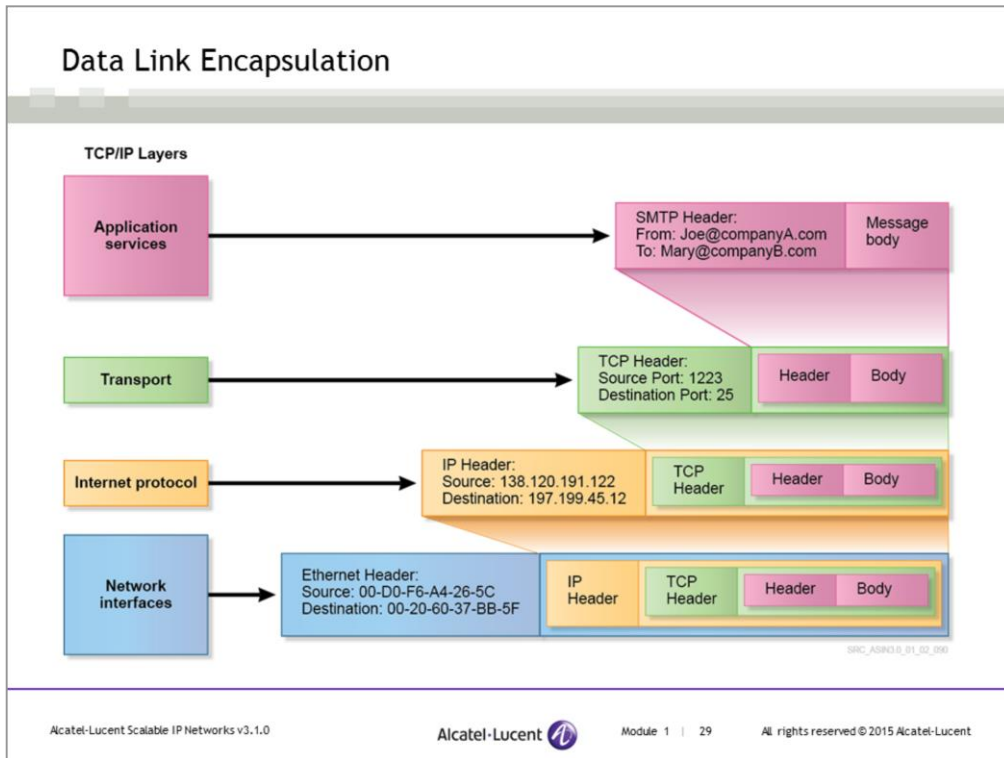 Data Link Encapsulation
TCP/IP Layers
Application
services
SMTP Header:
From: Joe@companyA.com
To: Mary@companyB.com
Message
body
Transport
TCP Header:
Source Port: 1223
Destination Port: 25
Header
Body
Internet protocol
IP Header:
Source: 138.120.191.122
Destination: 197.199.45.12
TCP
Header
Header
Body
Network
interfaces
Ethernet Header:
Source: 00-D0-F6-A4-26-5C
Destination: 00-20-60-37-BB-5F
IP
Header
TCP
Header
Header
Body
SRC_ASIN3.0_01_02_090
Alcatel-Lucent Scalable IP Networks v3.1.0
Alcatel·Lucent
Module 1 | 29
All rights reserved © 2015 Alcatel-Lucent